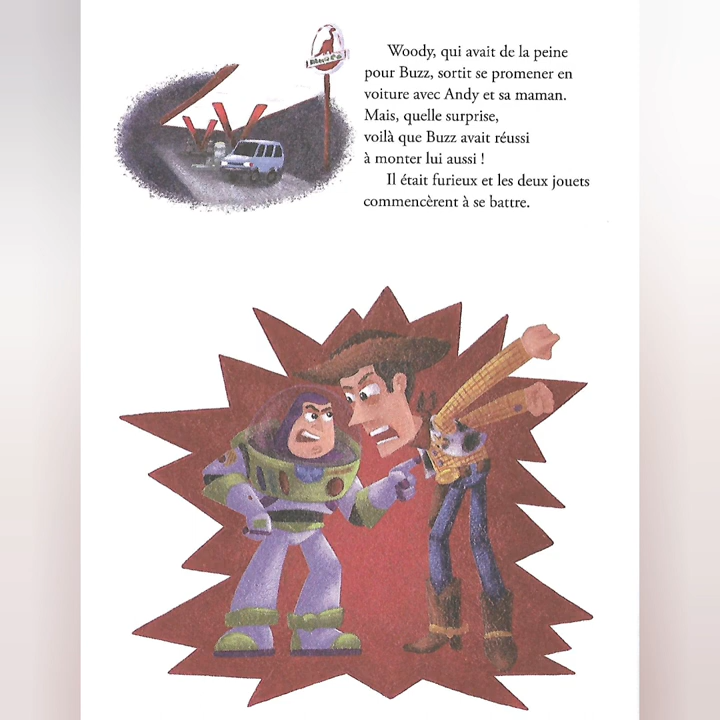 Woody, qui avait de la peine
pour Buzz, sortit se promener en
voiture avec Andy et sa maman.
Mais, quelle surprise,
voilà que Buzz avait réussi
à monter lui aussi !
Il était furieux et les deux jouets
commencèrent à se battre.